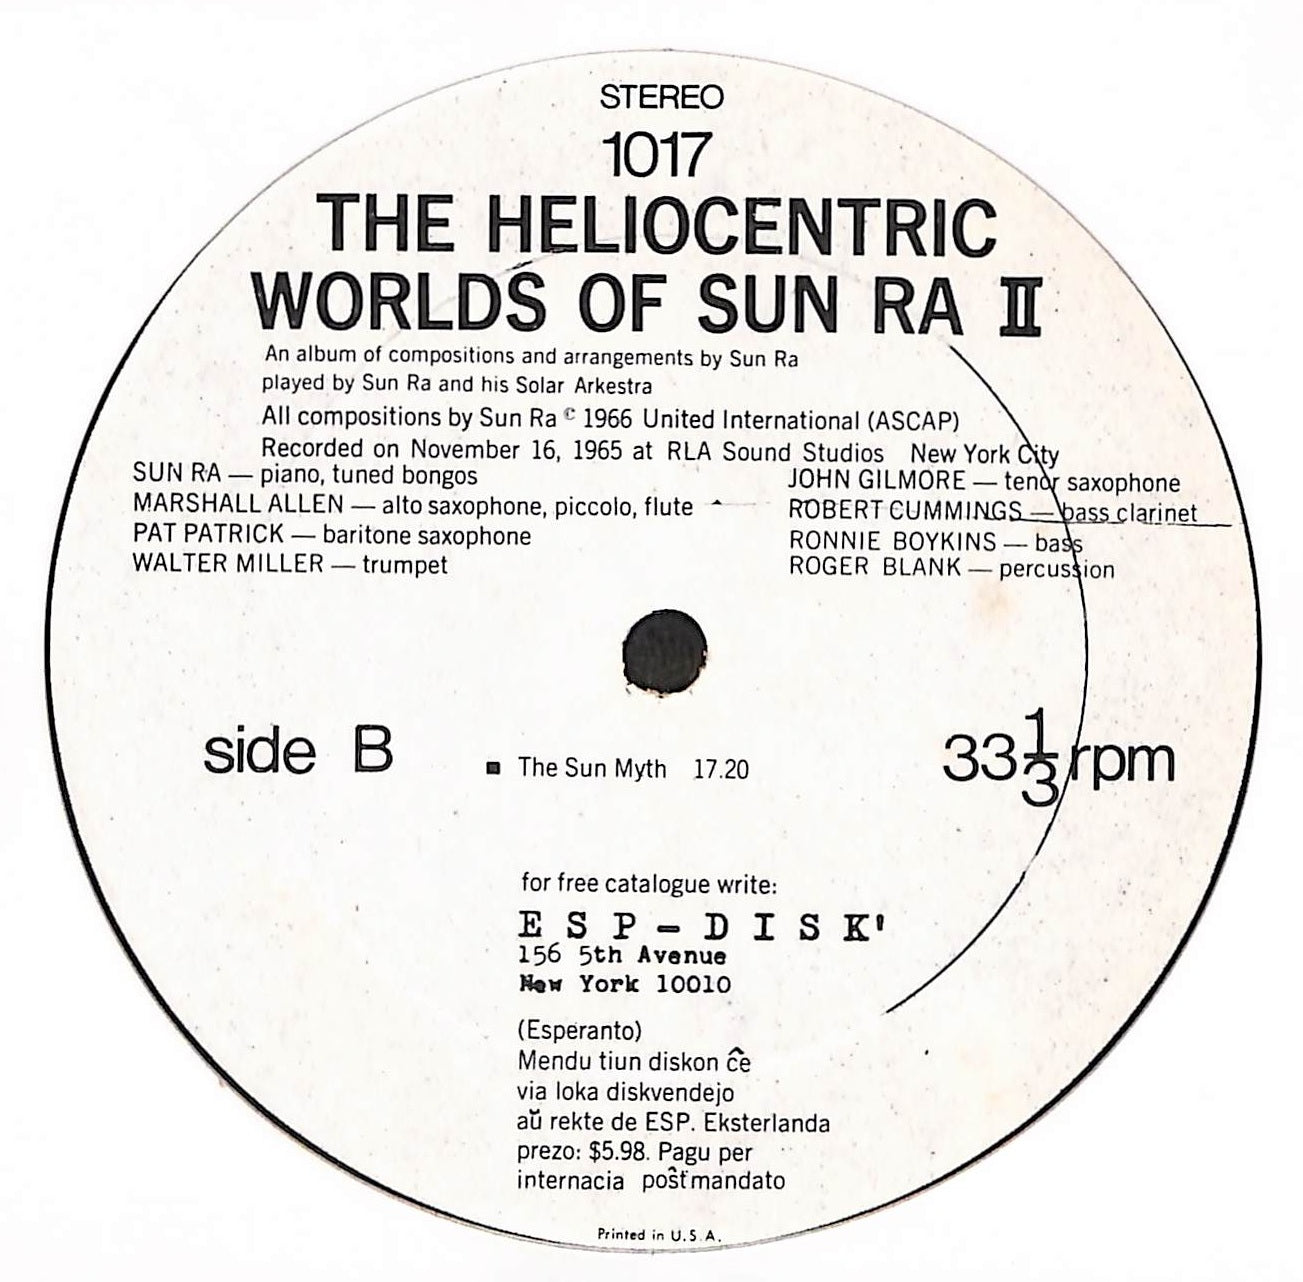 STEREO
1017
THE HELIOCENTRIC
WORLDS OF SUN RA II
An album of compositions and arrangements by Sun Ra
played by Sun Ra and his Solar Arkestra
All compositions by Sun Ra © 1966 United International (ASCAP)
Recorded on November 16, 1965 at RLA Sound Studios New York City
SUN RA — piano, tuned bongos
MARSHALL ALLEN — alto saxophone, piccolo, flute
PAT PATRICK — baritone saxophone
WALTER MILLER — trumpet
JOHN GILMORE — tenor saxophone
ROBERT CUMMINGS — bass clarinet
RONNIE BOYKINS — bass
ROGER BLANK — percussion
side B
■ The Sun Myth 17.20
33 1/3 rpm
for free catalogue write:
ESP-DISK'
156 5th Avenue
New York 10010
(Esperanto)
Mendu tiun diskon ĉe
via loka diskvendejo
aŭ rekte de ESP. Eksterlanda
prezo: $5.98. Pagu per
internacia poŝtmandato
Printed in U.S.A.